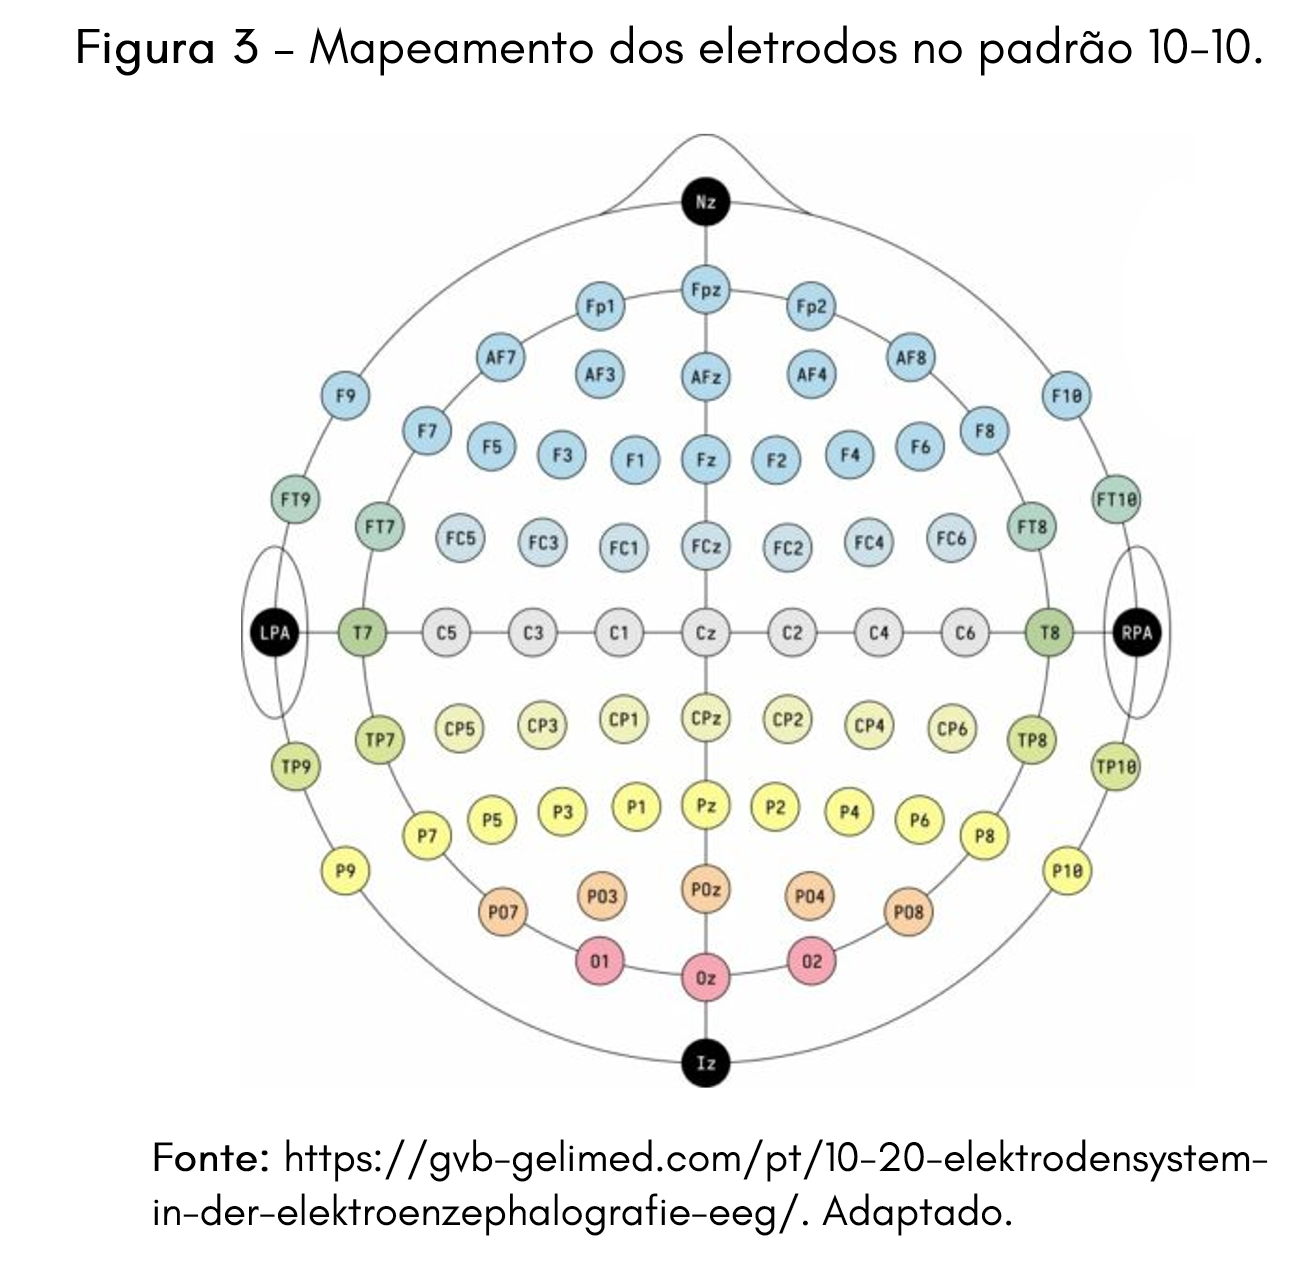 Figura 3 – Mapeamento dos eletrodos no padrão 10-10.
Nz
Fp1 Fpz Fp2
AF7 AF3 AFz AF4 AF8
F9 F7 F5 F3 F1 Fz F2 F4 F6 F8 F10
FT9 FT7 FC5 FC3 FC1 FCz FC2 FC4 FC6 FT8 FT10
LPA T7 C5 C3 C1 Cz C2 C4 C6 T8 RPA
TP9 TP7 CP5 CP3 CP1 CPz CP2 CP4 CP6 TP8 TP10
P9 P7 P5 P3 P1 Pz P2 P4 P6 P8 P10
PO7 PO3 POz PO4 PO8
O1 Oz O2
Iz
Fonte: https://gvb-gelimed.com/pt/10-20-elektrodensystem-
in-der-elektroenzephalografie-eeg/. Adaptado.